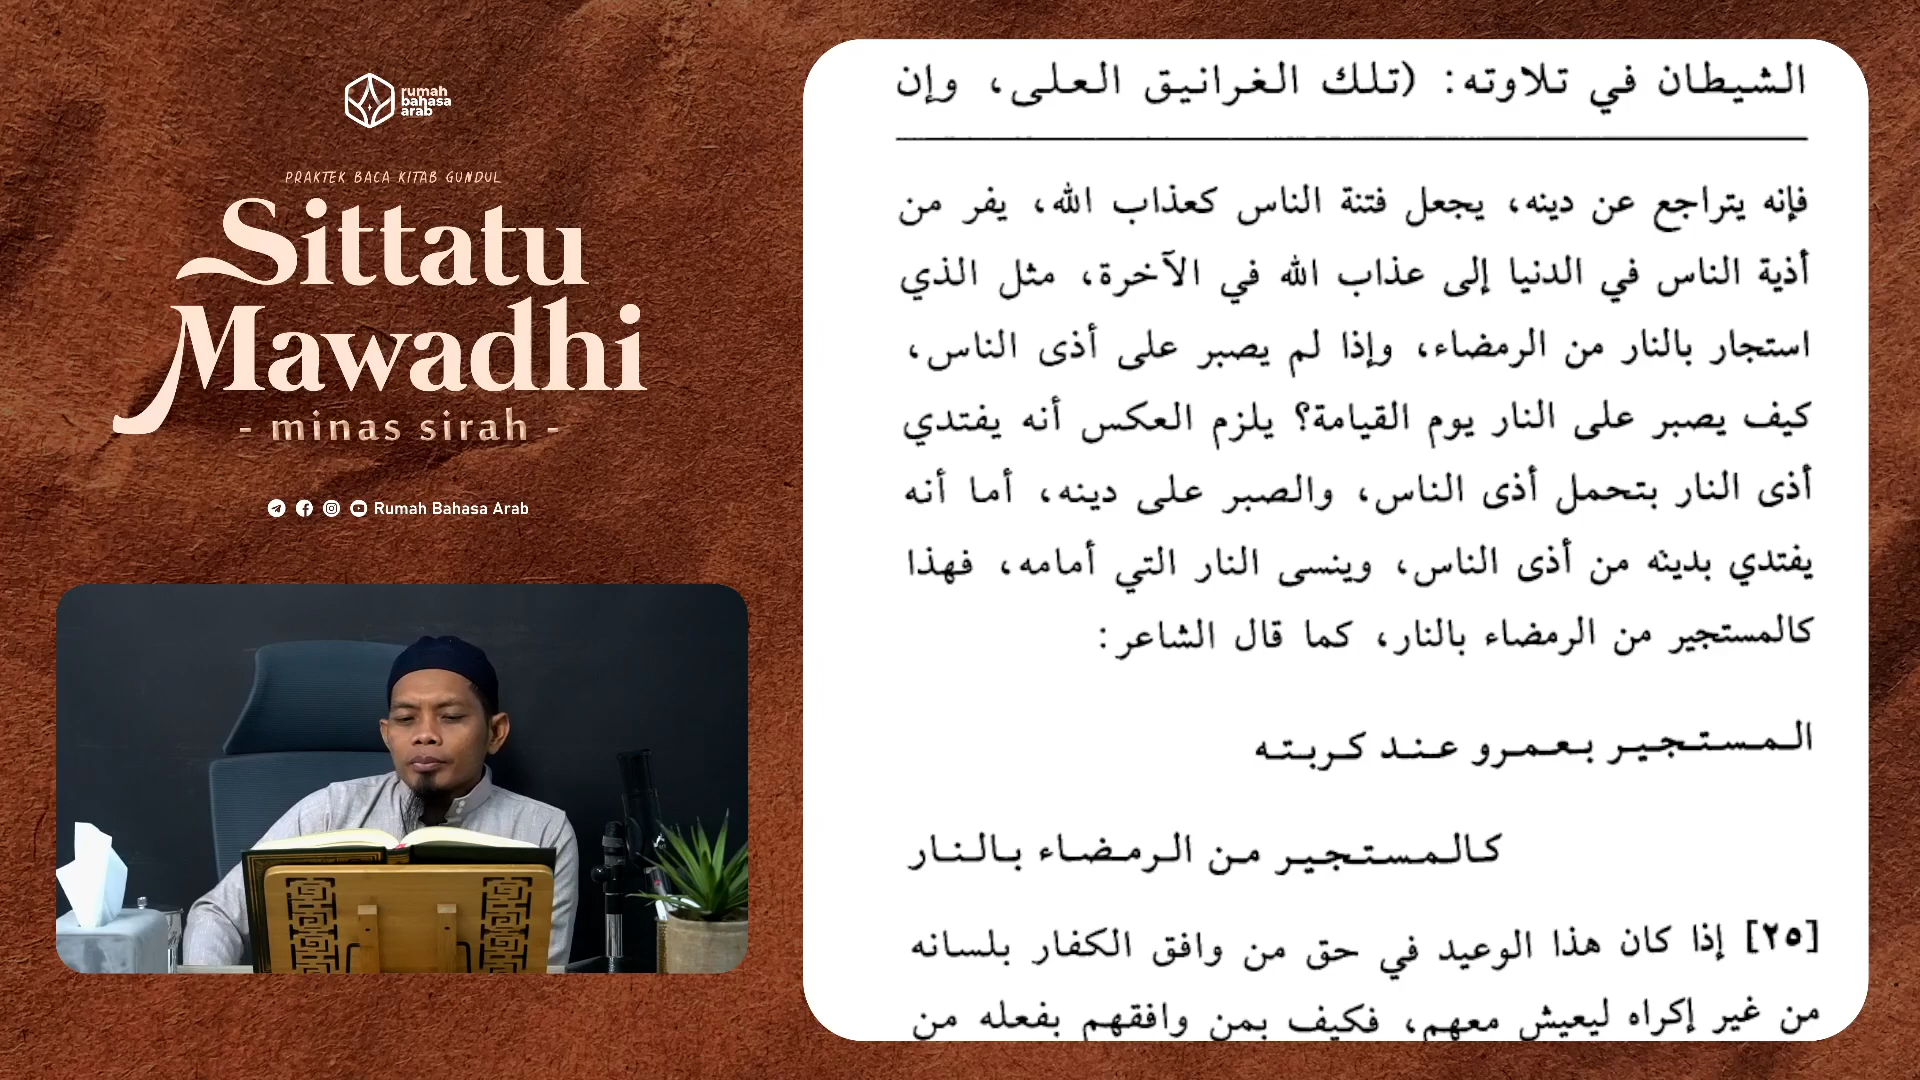 rumah
bahasa
arab
PRAKTEK BACA KITAB GUNDUL
Sittatu
Mawadhi
- minas sirah -
Rumah Bahasa Arab
الشيطان في تلاوته: (تلك الغرانيق العلى، وإن
فإنه يتراجع عن دينه، يجعل فتنة الناس كعذاب الله، يفر من
أذية الناس في الدنيا إلى عذاب الله في الآخرة، مثل الذي
استجار بالنار من الرمضاء، وإذا لم يصبر على أذى الناس،
كيف يصبر على النار يوم القيامة؟ يلزم العكس أنه يفتدي
أذى النار بتحمل أذى الناس، والصبر على دينه، أما أنه
يفتدي بدينه من أذى الناس، وينسى النار التي أمامه، فهذا
كالمستجير من الرمضاء بالنار، كما قال الشاعر:
المستجير بعمرو عند كربته
كالمستجير من الرمضاء بالنار
[٢٥] إذا كان هذا الوعيد في حق من وافق الكفار بلسانه
من غير إكراه ليعيش معهم، فكيف بمن وافقهم بفعله من